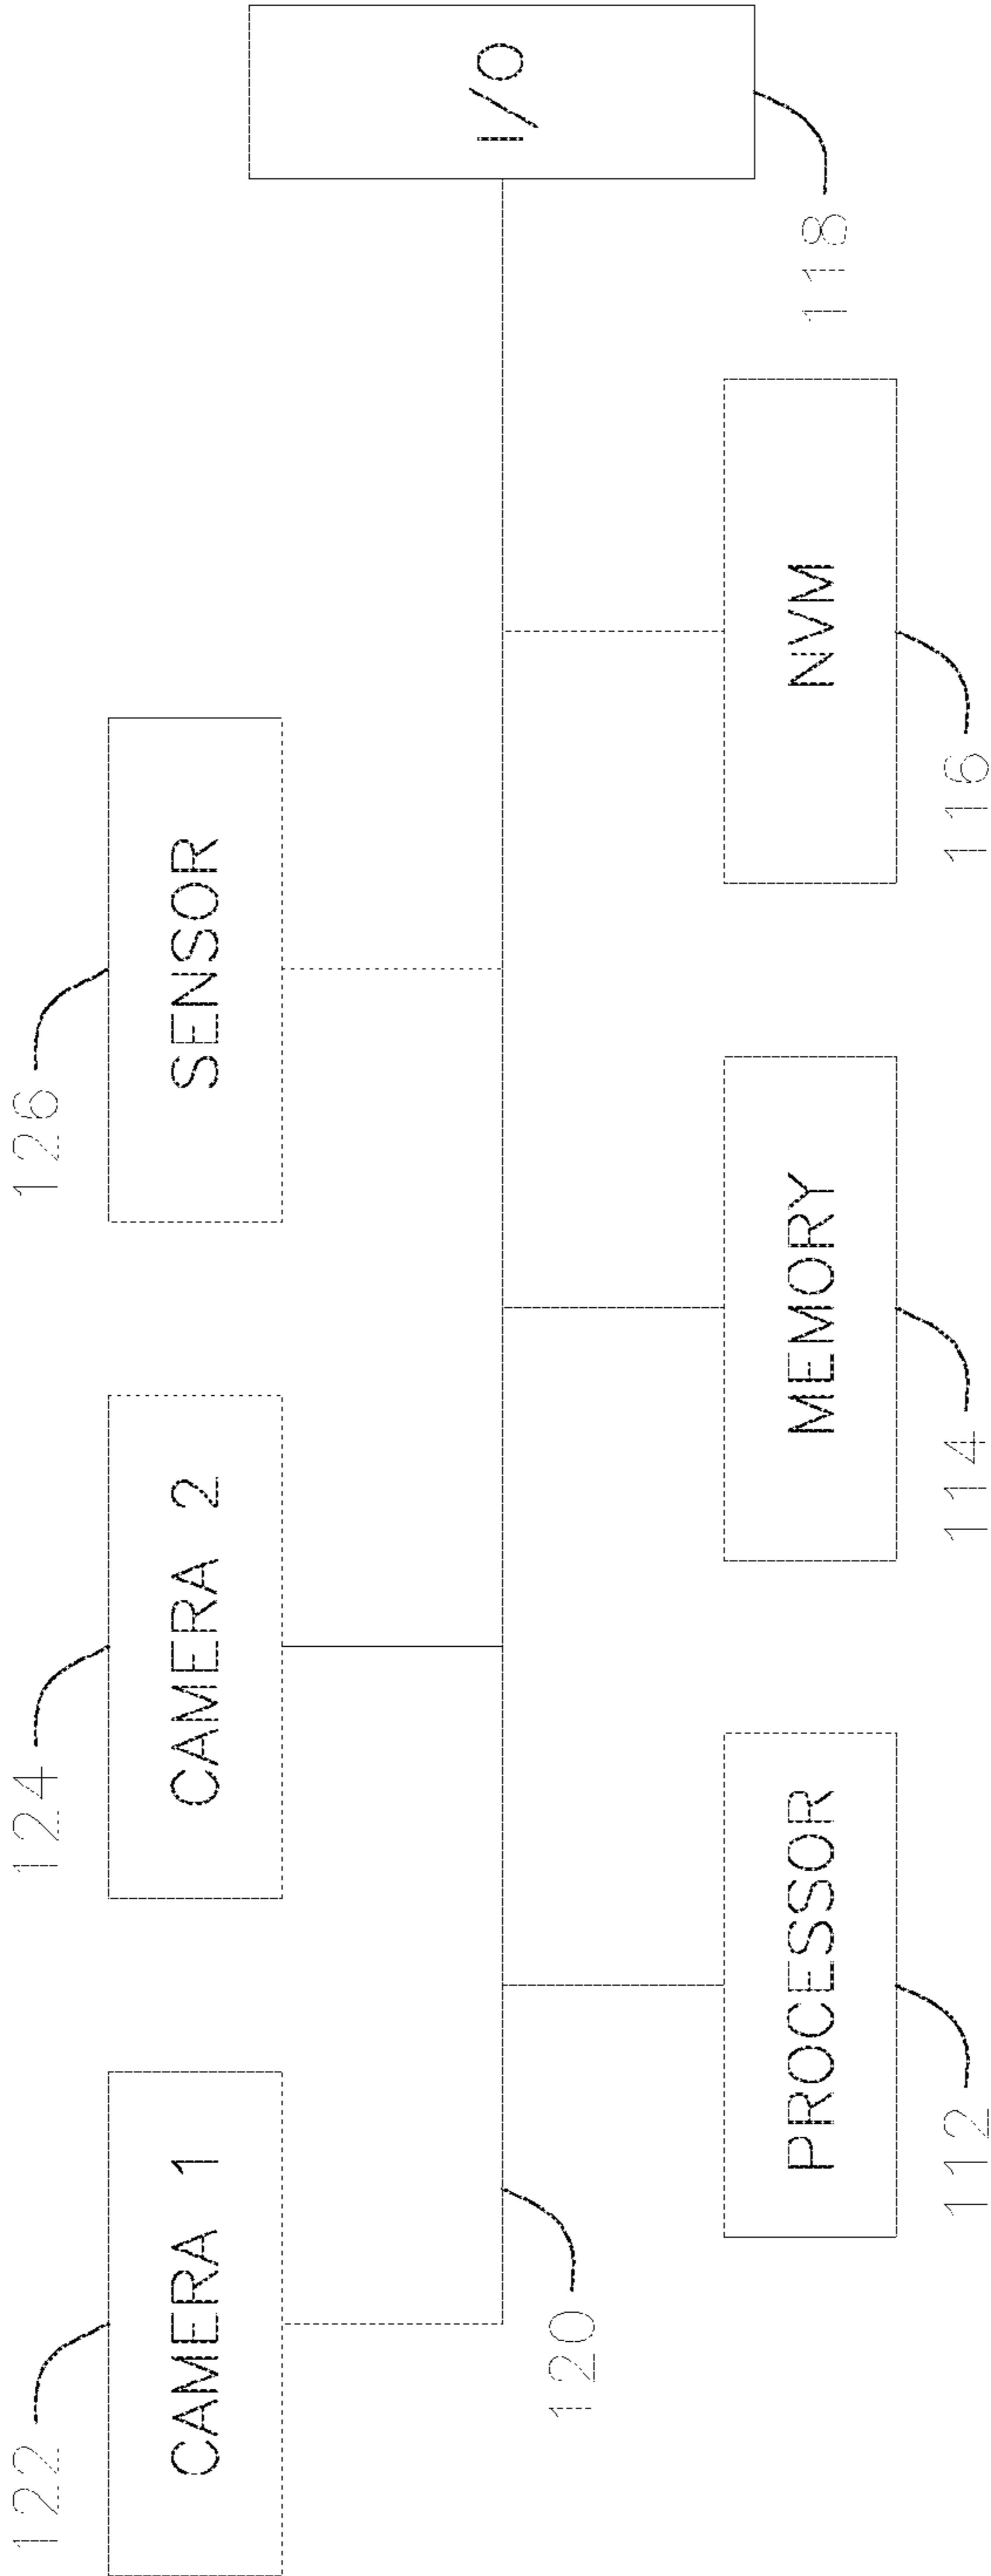 122
124
126
CAMERA 1
CAMERA 2
SENSOR
I/O
120
118
PROCESSOR
MEMORY
NVM
112
114
116